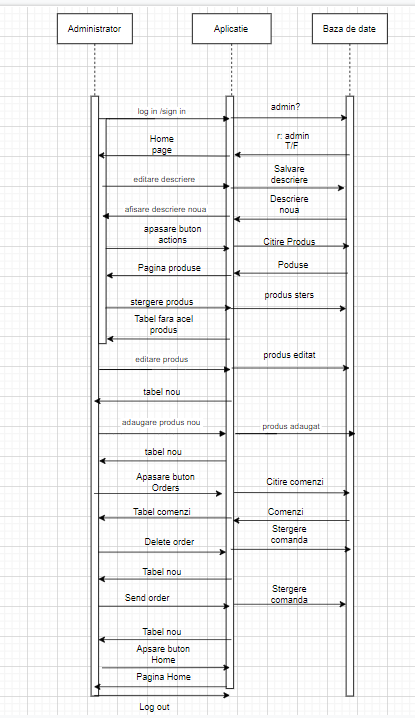 Administrator
Aplicatie
Baza de date
log in /sign in
admin?
Home
page
r: admin
T/F
editare descriere
Salvare
descriere
afisare descriere noua
Descriere
noua
apasare buton
actions
Citire Produs
Pagina produse
Poduse
stergere produs
produs sters
Tabel fara acel
produs
editare produs
produs editat
tabel nou
adaugare produs nou
produs adaugat
tabel nou
Apasare buton
Orders
Citire comenzi
Tabel comenzi
Comenzi
Delete order
Stergere
comanda
Tabel nou
Send order
Stergere
comanda
Tabel nou
Apsare buton
Home
Pagina Home
Log out